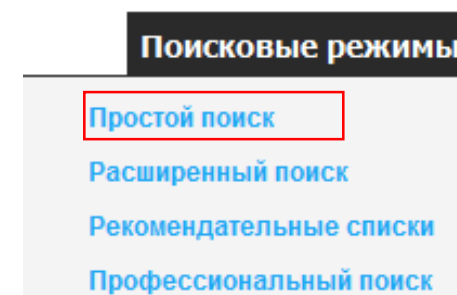 Поисковые режимы
Простой поиск
Расширенный поиск
Рекомендательные списки
Профессиональный поиск